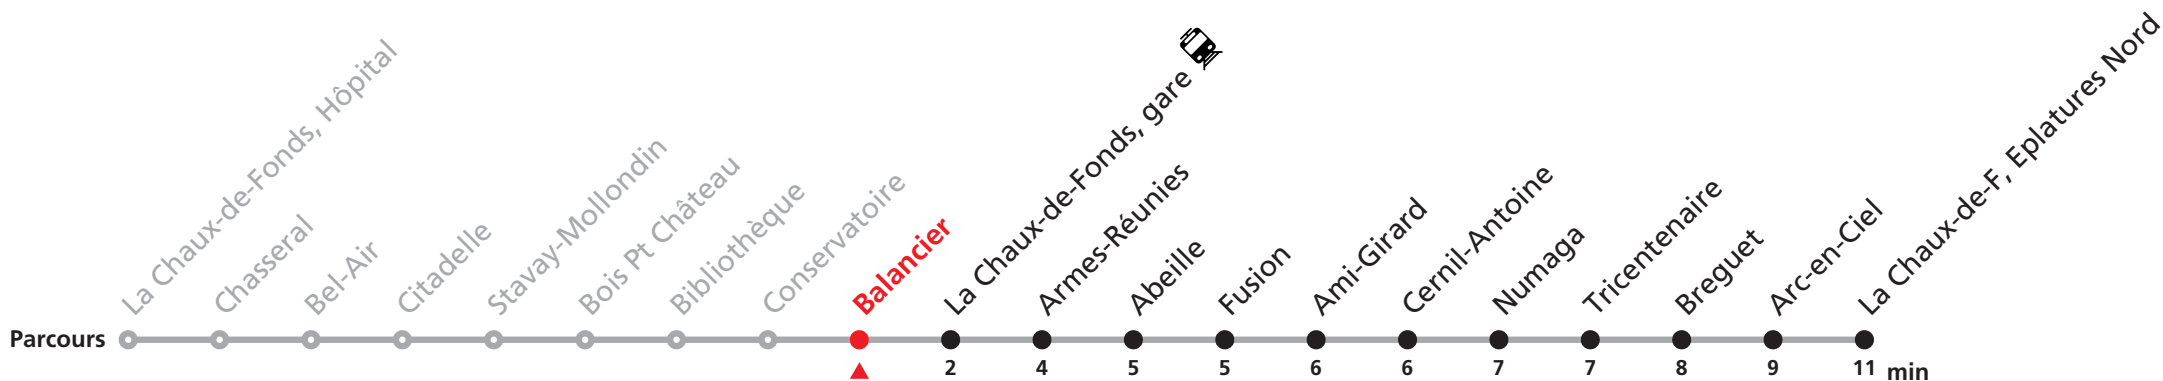 La Chaux-de-Fonds, Hôpital
Chasseral
Bel-Air
Citadelle
Stavay-Mollondin
Bois Pt Château
Bibliothèque
Conservatoire
Balancier
La Chaux-de-Fonds, gare
Armes-Réunies
Abeille
Fusion
Ami-Girard
Cernil-Antoine
Numaga
Tricentenaire
Breguet
Arc-en-Ciel
La Chaux-de-F, Eplatures Nord
Parcours
2 4 5 5 6 6 7 7 8 9 11 min